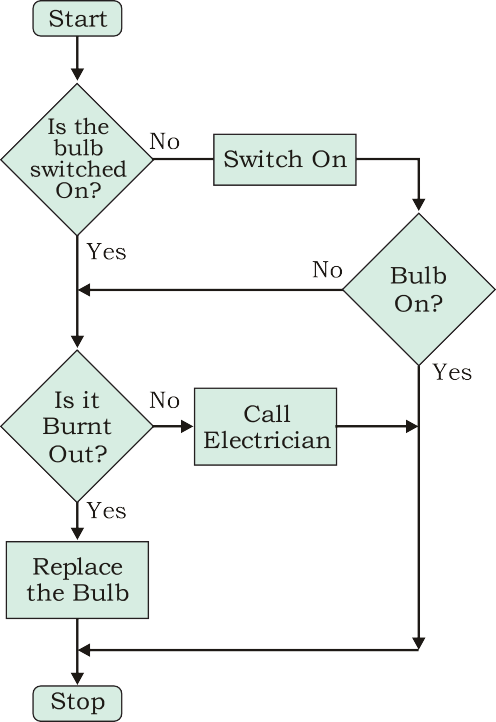 Start
Is the
bulb
switched
On?
No
Switch On
Yes
No
Bulb
On?
Yes
Is it
Burnt
Out?
No
Call
Electrician
Yes
Replace
the Bulb
Stop